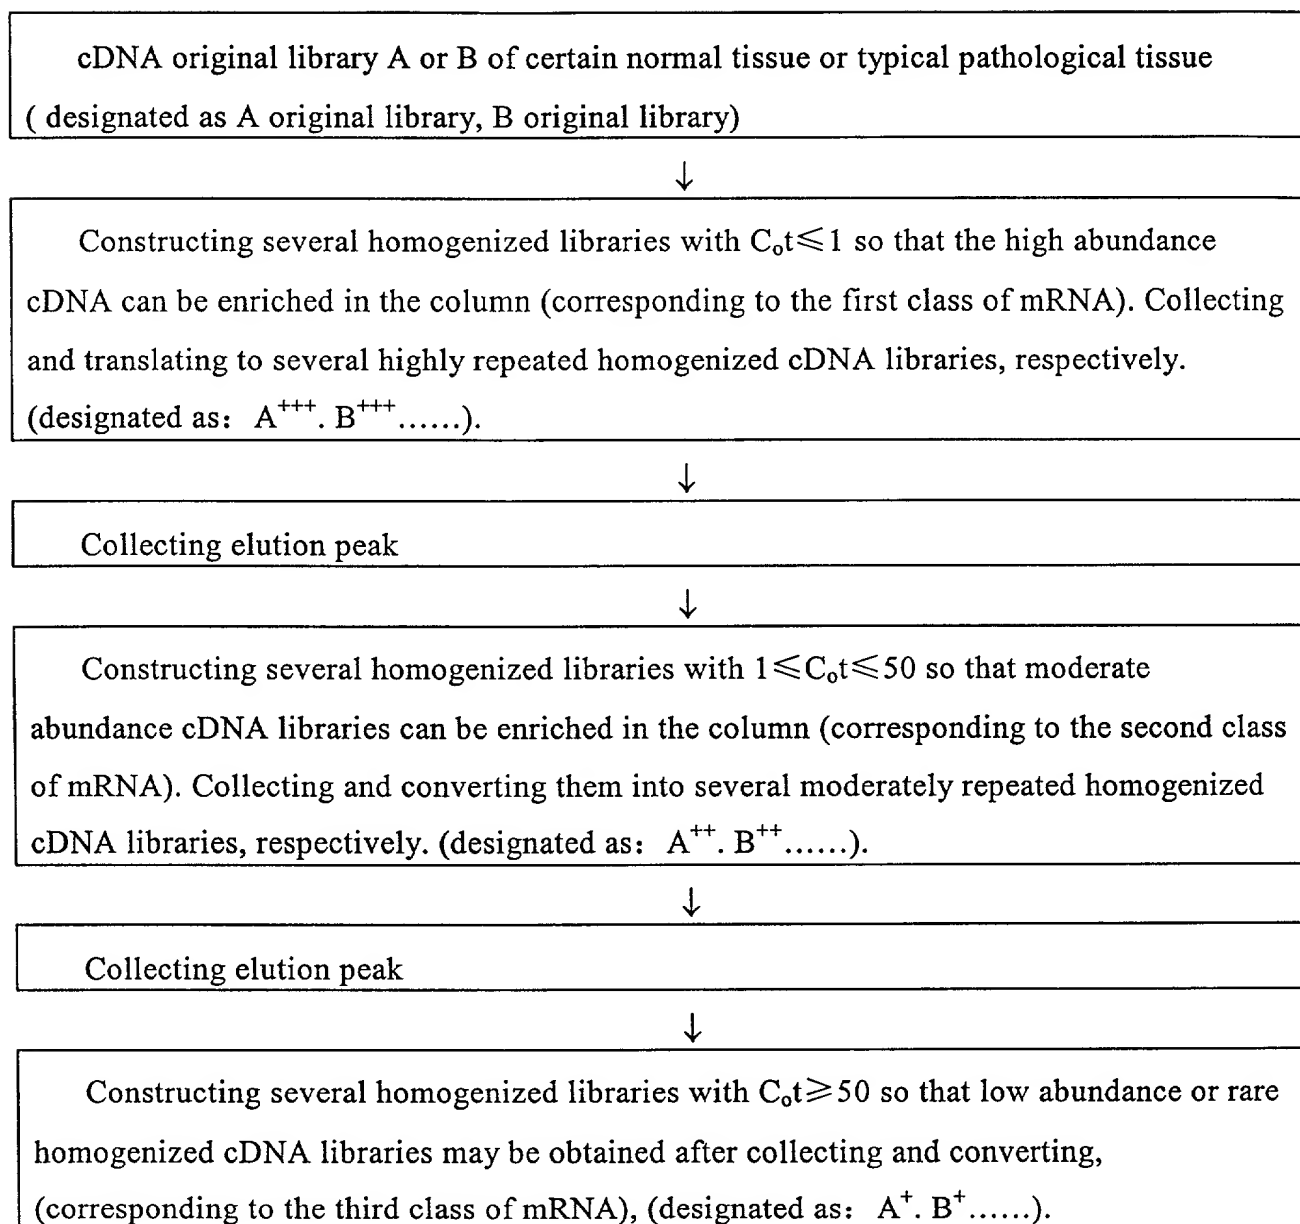 cDNA original library A or B of certain normal tissue or typical pathological tissue
( designated as A original library, B original library)
↓
Constructing several homogenized libraries with C₀t≤1 so that the high abundance
cDNA can be enriched in the column (corresponding to the first class of mRNA). Collecting
and translating to several highly repeated homogenized cDNA libraries, respectively.
(designated as: A⁺⁺⁺. B⁺⁺⁺......).
↓
Collecting elution peak
↓
Constructing several homogenized libraries with 1≤C₀t≤50 so that moderate
abundance cDNA libraries can be enriched in the column (corresponding to the second class
of mRNA). Collecting and converting them into several moderately repeated homogenized
cDNA libraries, respectively. (designated as: A⁺⁺. B⁺⁺......).
↓
Collecting elution peak
↓
Constructing several homogenized libraries with C₀t≥50 so that low abundance or rare
homogenized cDNA libraries may be obtained after collecting and converting,
(corresponding to the third class of mRNA), (designated as: A⁺. B⁺......).